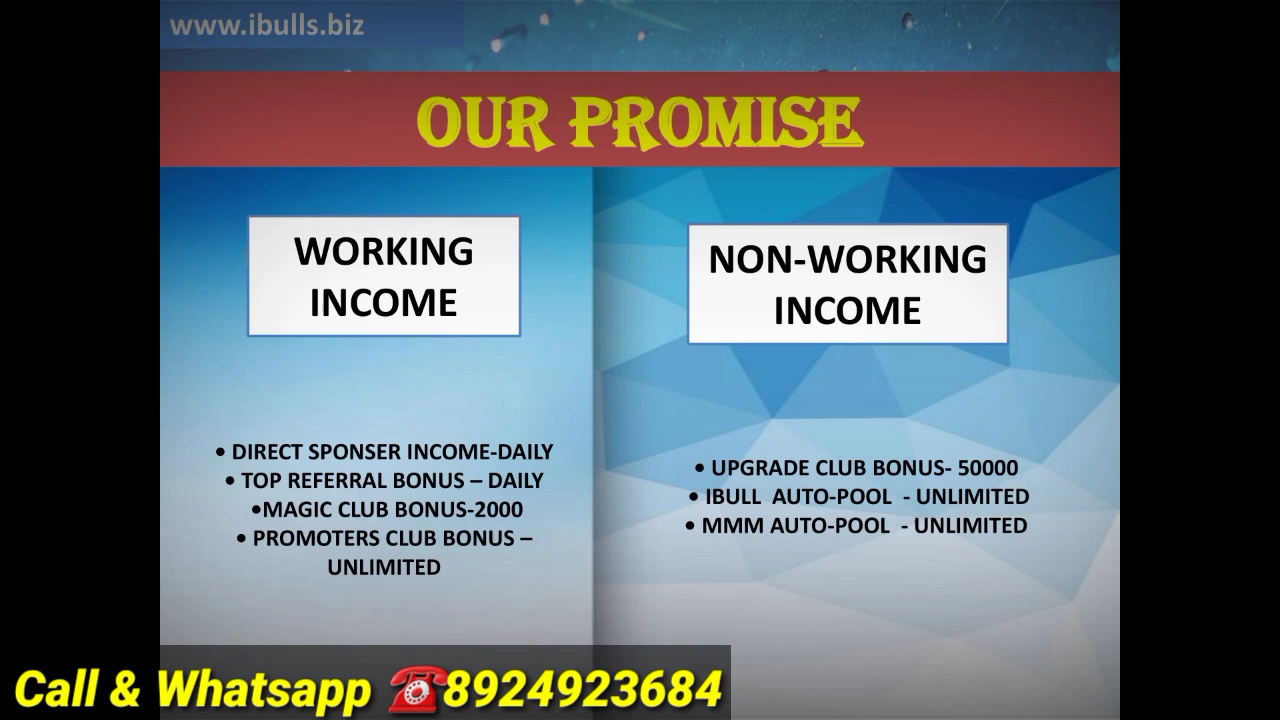 www.ibulls.biz
OUR PROMISE
WORKING
INCOME
• DIRECT SPONSER INCOME-DAILY
• TOP REFERRAL BONUS – DAILY
•MAGIC CLUB BONUS-2000
• PROMOTERS CLUB BONUS –
UNLIMITED
NON-WORKING
INCOME
• UPGRADE CLUB BONUS- 50000
• IBULL  AUTO-POOL  - UNLIMITED
• MMM AUTO-POOL  - UNLIMITED
Call & Whatsapp ☎8924923684